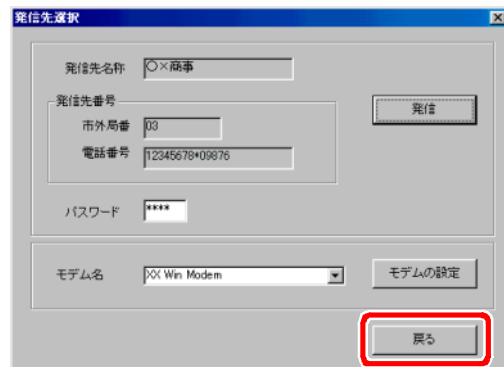 発信先選択
発信先名称 〇×商事
発信先番号
発信
市外局番 03
電話番号 12345678*09876
パスワード ****
モデム名 XX Win Modem モデムの設定
戻る